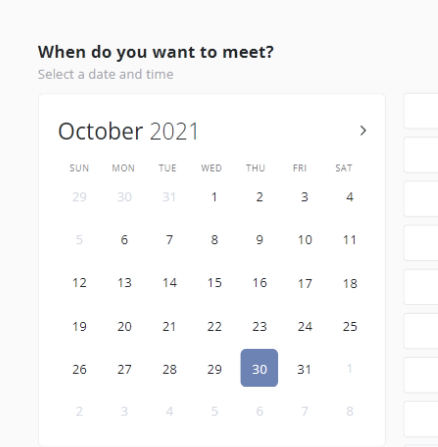 When do you want to meet?
Select a date and time
October 2021
SUN MON TUE WED THU FRI SAT
29 30 31 1 2 3 4
5 6 7 8 9 10 11
12 13 14 15 16 17 18
19 20 21 22 23 24 25
26 27 28 29 30 31 1
2 3 4 5 6 7 8